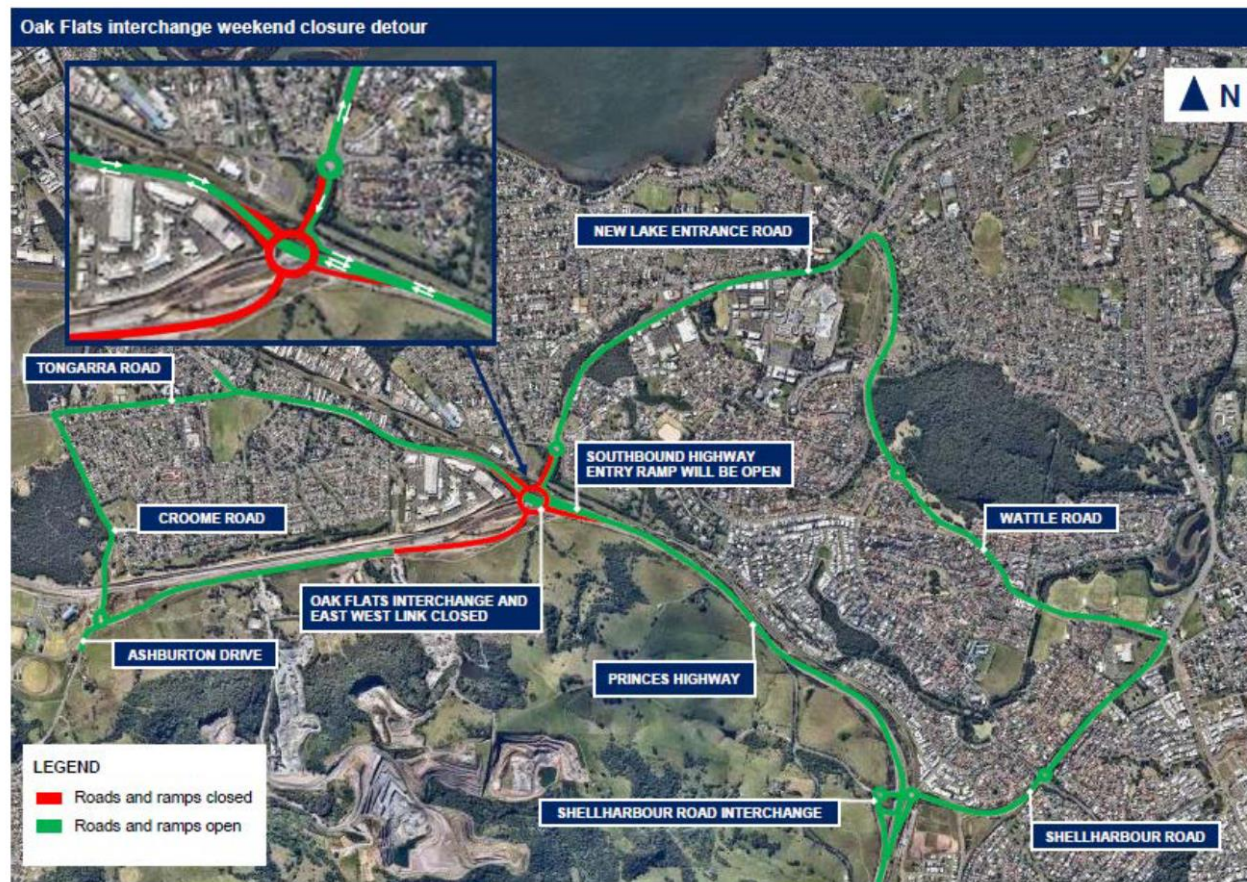 Oak Flats interchange weekend closure detour
N
NEW LAKE ENTRANCE ROAD
TONGARRA ROAD
SOUTHBOUND HIGHWAY
ENTRY RAMP WILL BE OPEN
CROOME ROAD
WATTLE ROAD
OAK FLATS INTERCHANGE AND
EAST WEST LINK CLOSED
ASHBURTON DRIVE
PRINCES HIGHWAY
LEGEND
Roads and ramps closed
Roads and ramps open
SHELLHARBOUR ROAD INTERCHANGE
SHELLHARBOUR ROAD